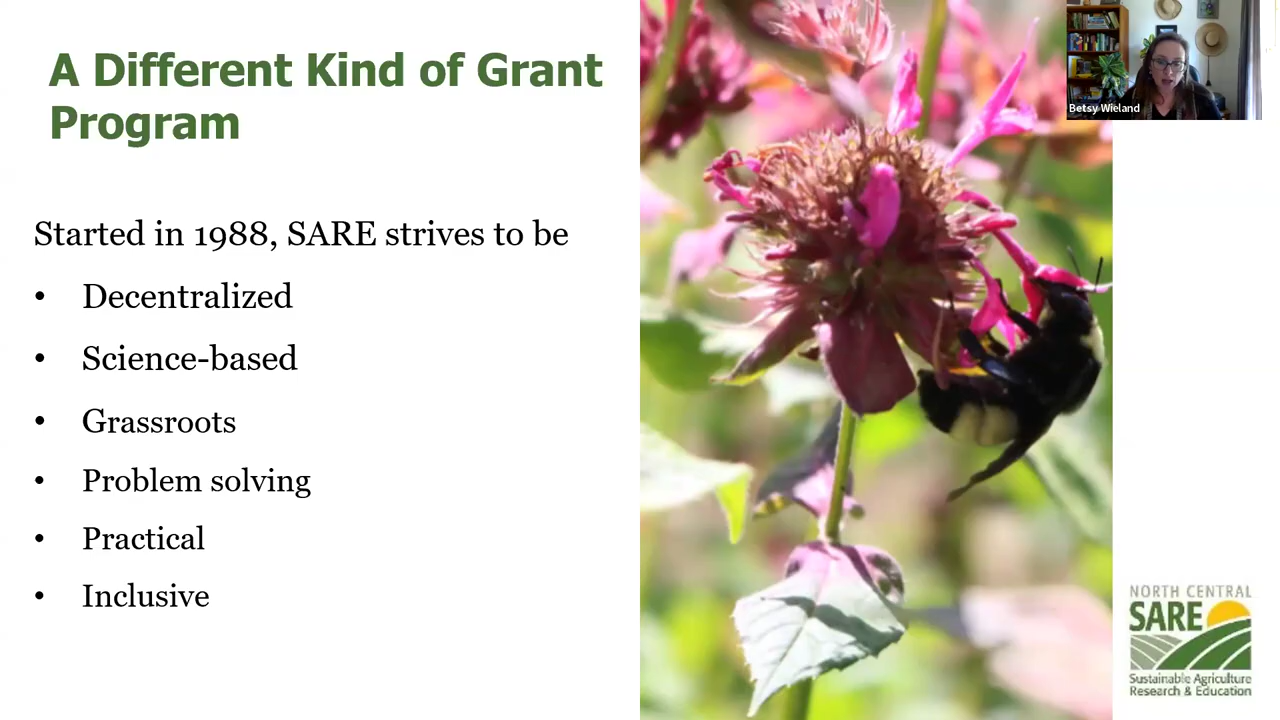 A Different Kind of Grant
Program
Started in 1988, SARE strives to be
• Decentralized
• Science-based
• Grassroots
• Problem solving
• Practical
• Inclusive
Betsy Wieland
NORTH CENTRAL
SARE
Sustainable Agriculture
Research & Education